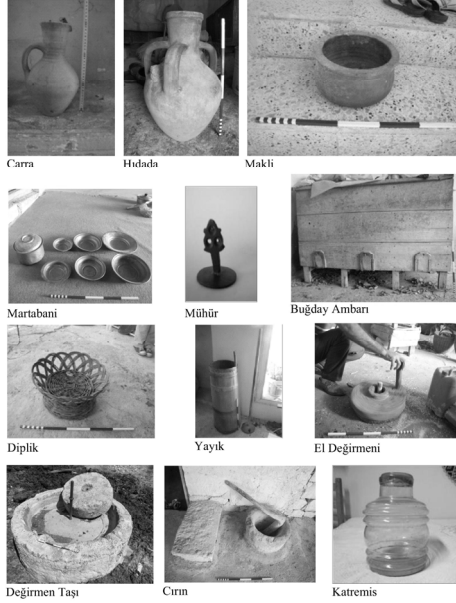 Carra
Hıdada
Makli
Martabani
Mühür
Buğday Ambarı
Diplik
Yayık
El Değirmeni
Değirmen Taşı
Cırın
Katremis